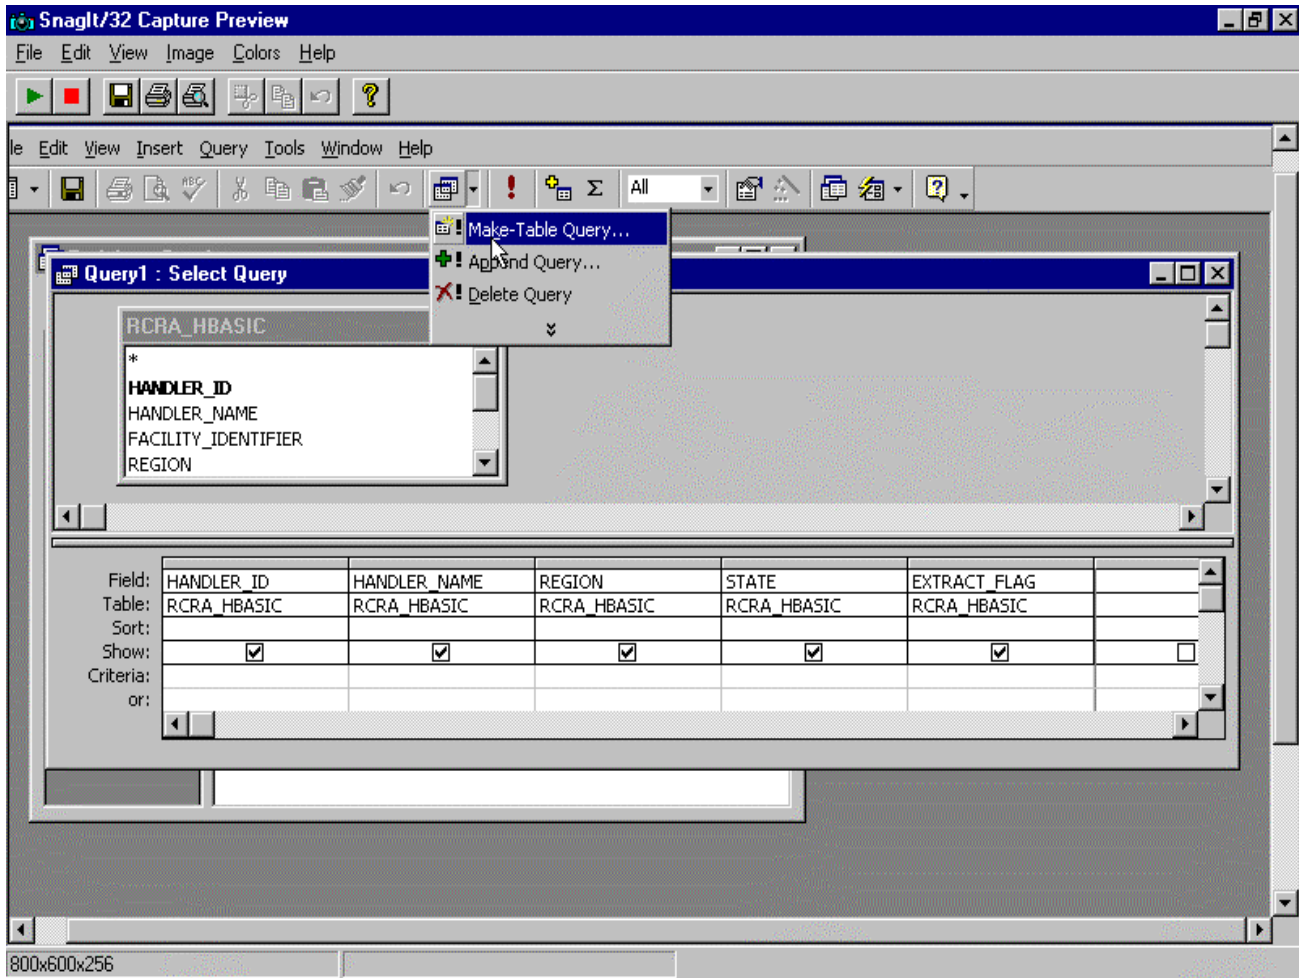 SnagIt/32 Capture Preview
File Edit View Image Colors Help
le Edit View Insert Query Tools Window Help
ABC All
Make-Table Query...
Append Query...
Delete Query
Query1 : Select Query
RCRA_HBASIC
*
HANDLER_ID
HANDLER_NAME
FACILITY_IDENTIFIER
REGION
Field: HANDLER_ID HANDLER_NAME REGION STATE EXTRACT_FLAG
Table: RCRA_HBASIC RCRA_HBASIC RCRA_HBASIC RCRA_HBASIC RCRA_HBASIC
Sort:
Show:
Criteria:
or:
800x600x256